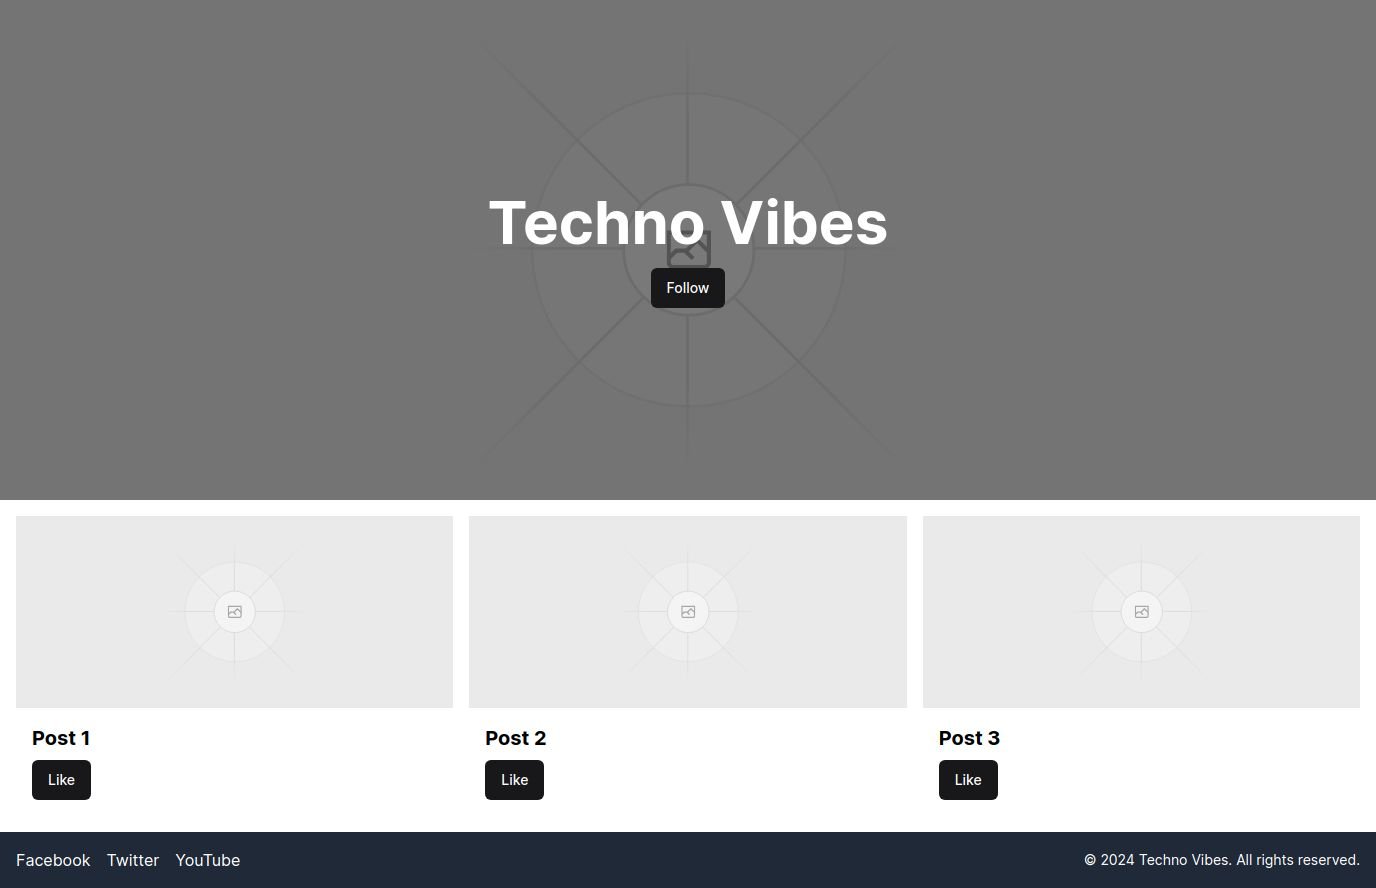 Techno Vibes
Follow
Post 1
Like
Post 2
Like
Post 3
Like
Facebook Twitter YouTube
© 2024 Techno Vibes. All rights reserved.